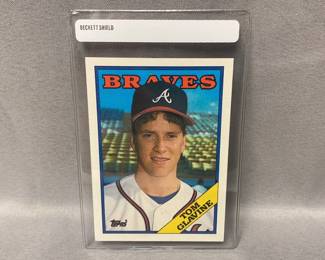 BECKETT SHIELD
BRAVES
A
TOM
GLAVINE
Topps